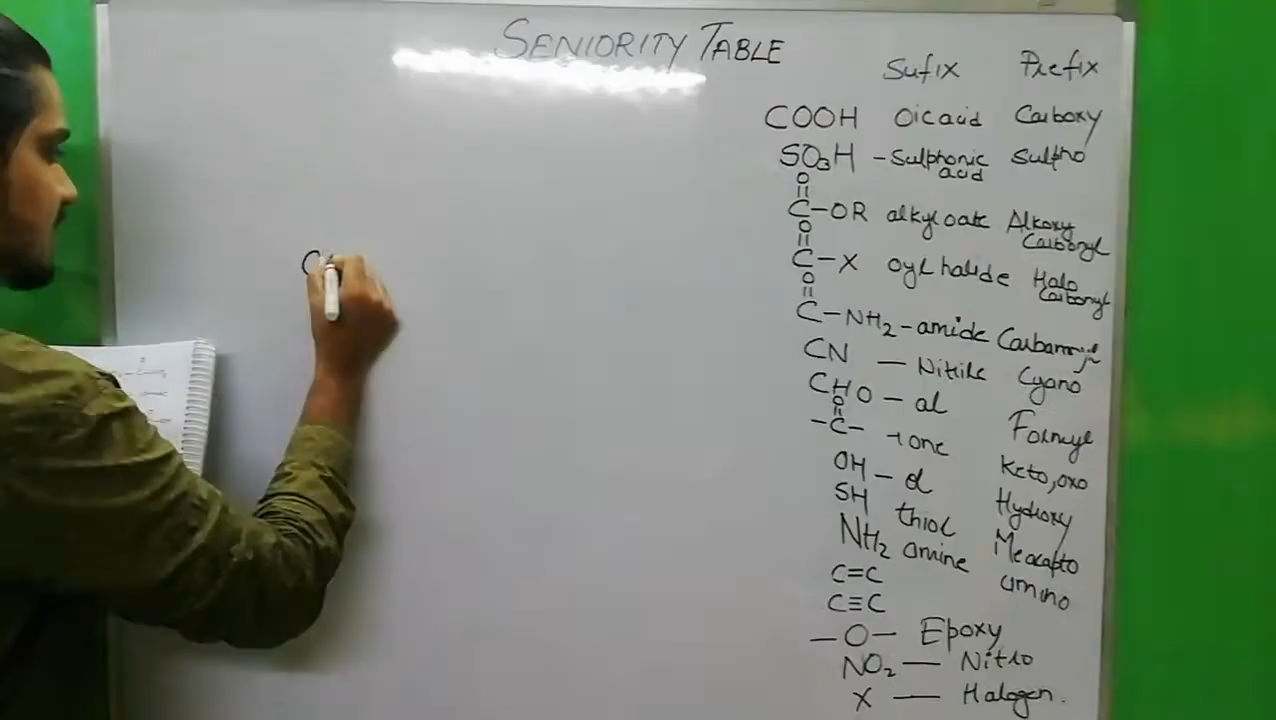 SENIORITY TABLE
Sufix Prefix
COOH Oic acid Carboxy
SO3H - Sulphonic acid Sulpho
O
=
C-OR alkyl oate Alkoxy Carbonyl
O
=
C-X oyl halide Halo Carbonyl
O
=
C-NH2 - amide Carbamoyl
CN - Nitrile Cyano
CHO - al Formyl
O
=
-C- - one Keto, oxo
OH - ol Hydroxy
SH thiol Mercapto
NH2 amine amino
C=C
C≡C
-O- Epoxy
NO2 - Nitro
X - Halogen.
C